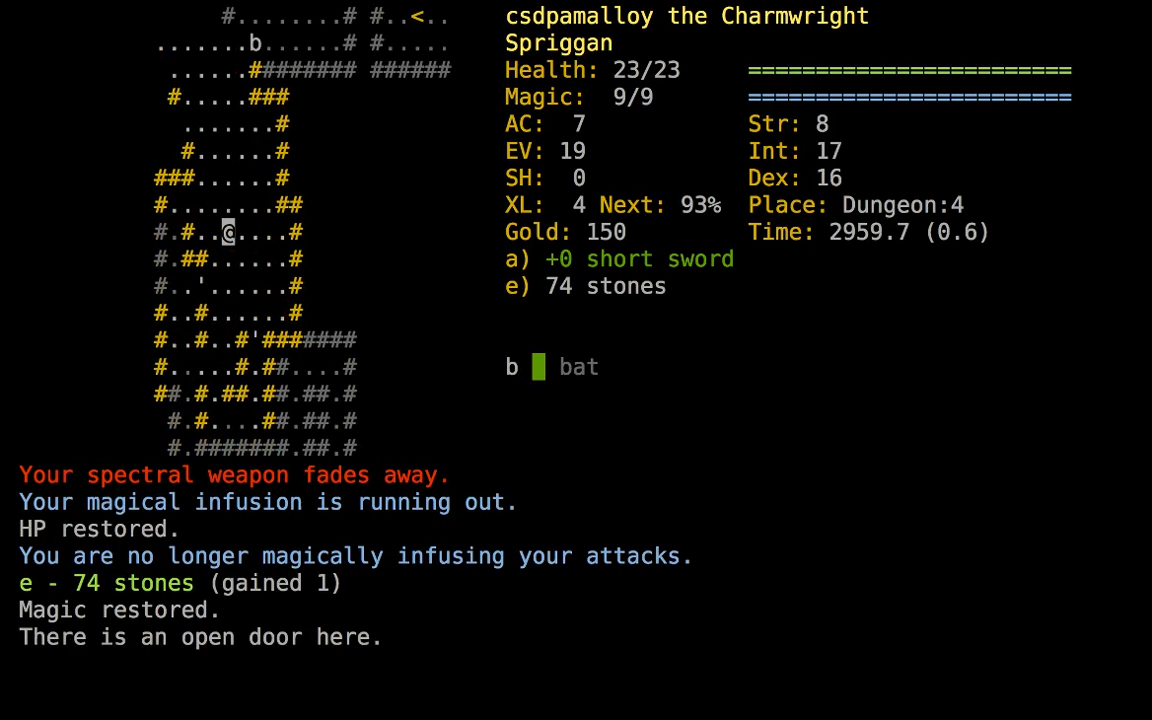 #........# #..<.. csdpamalloy the Charmwright
.......b......# #..... Spriggan
......######## ###### Health: 23/23 ========================
#.....### Magic: 9/9 ========================
.......# AC: 7 Str: 8
#......# EV: 19 Int: 17
###......# SH: 0 Dex: 16
#........## XL: 4 Next: 93% Place: Dungeon:4
#.#..@....# Gold: 150 Time: 2959.7 (0.6)
#.##......# a) +0 short sword
#..'......# e) 74 stones
#..#......#
#..#..#'#######
#.....#.##....#
##.#.##.##.##.#
#.#....##.##.#
#.#######.##.#
b bat
Your spectral weapon fades away.
Your magical infusion is running out.
HP restored.
You are no longer magically infusing your attacks.
e - 74 stones (gained 1)
Magic restored.
There is an open door here.